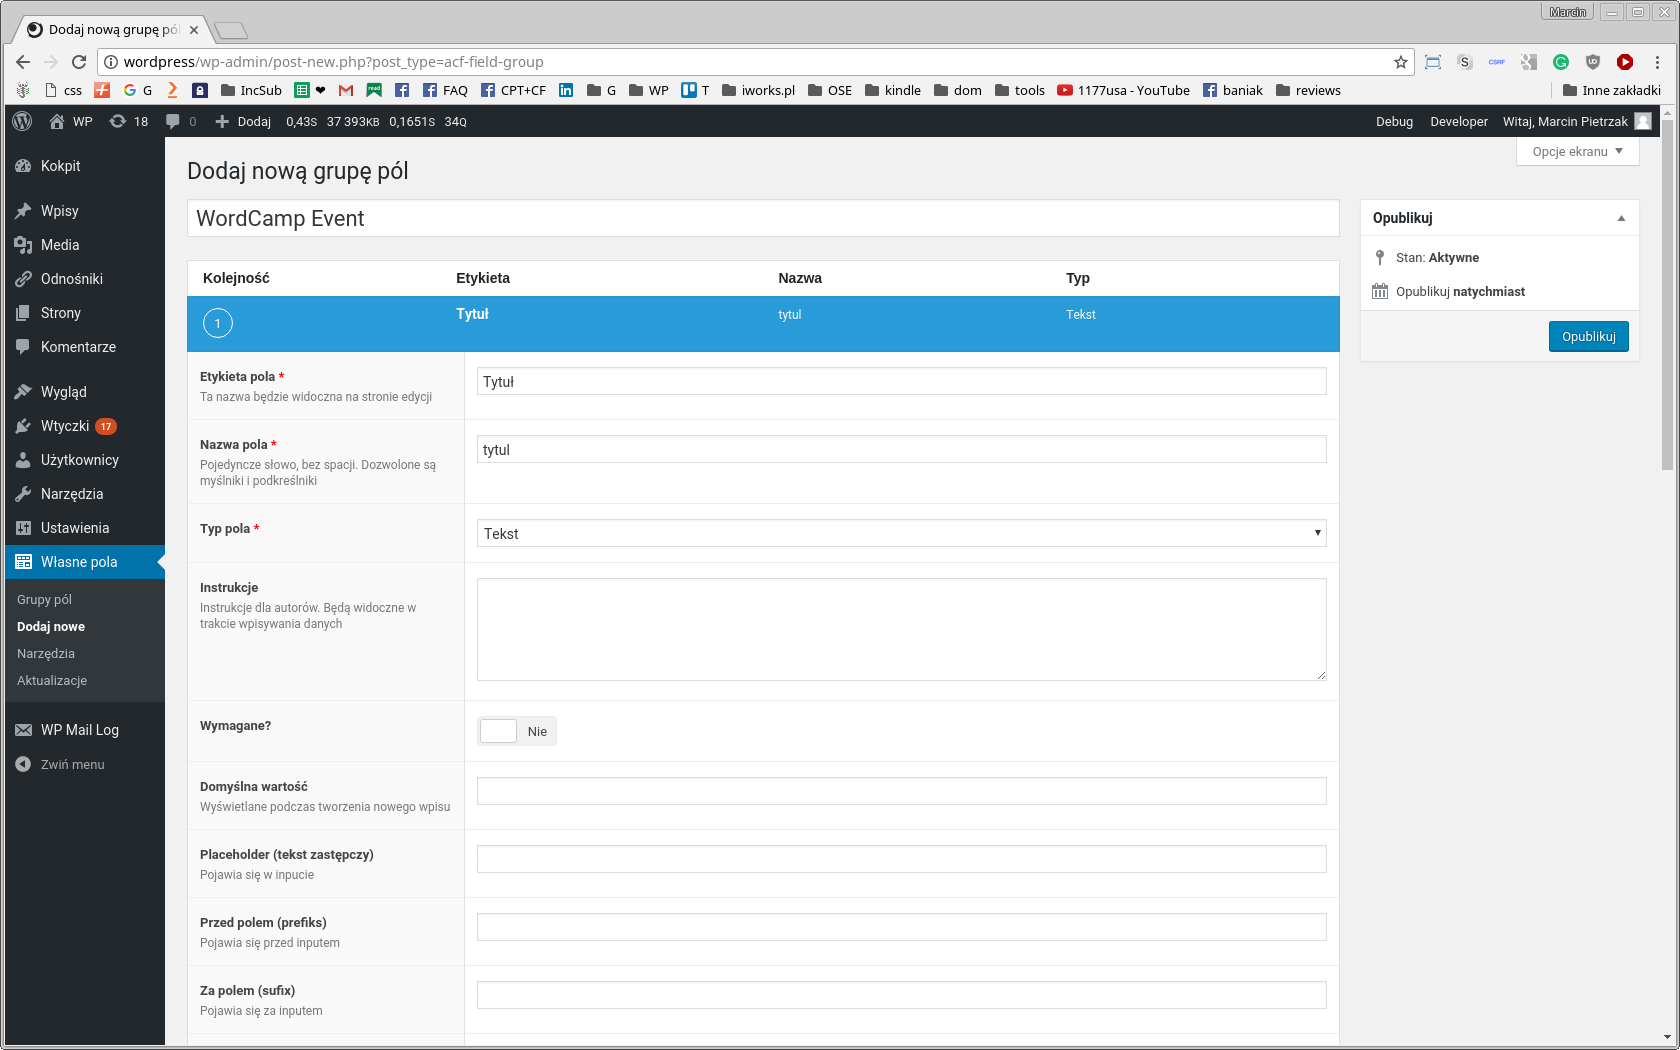 Marcin
Dodaj nową grupę pól
wordpress/wp-admin/post-new.php?post_type=acf-field-group
css G IncSub FAQ CPT+CF G WP T iworks.pl OSE kindle dom tools 1177usa - YouTube baniak reviews Inne zakładki
WP 18 0 Dodaj 0,43S 37 393KB 0,1651S 34Q Debug Developer Witaj, Marcin Pietrzak
Opcje ekranu
Kokpit
Wpisy
Media
Odnośniki
Strony
Komentarze
Wygląd
Wtyczki 17
Użytkownicy
Narzędzia
Ustawienia
Własne pola
Grupy pól
Dodaj nowe
Narzędzia
Aktualizacje
WP Mail Log
Zwiń menu
Dodaj nową grupę pól
WordCamp Event
Kolejność Etykieta Nazwa Typ
1 Tytuł tytul Tekst
Etykieta pola *
Ta nazwa będzie widoczna na stronie edycji
Tytuł
Nazwa pola *
Pojedyncze słowo, bez spacji. Dozwolone są
myślniki i podkreślniki
tytul
Typ pola *
Tekst
Instrukcje
Instrukcje dla autorów. Będą widoczne w
trakcie wpisywania danych
Wymagane?
Nie
Domyślna wartość
Wyświetlane podczas tworzenia nowego wpisu
Placeholder (tekst zastępczy)
Pojawia się w inpucie
Przed polem (prefiks)
Pojawia się przed inputem
Za polem (sufix)
Pojawia się za inputem
Opublikuj
Stan: Aktywne
Opublikuj natychmiast
Opublikuj